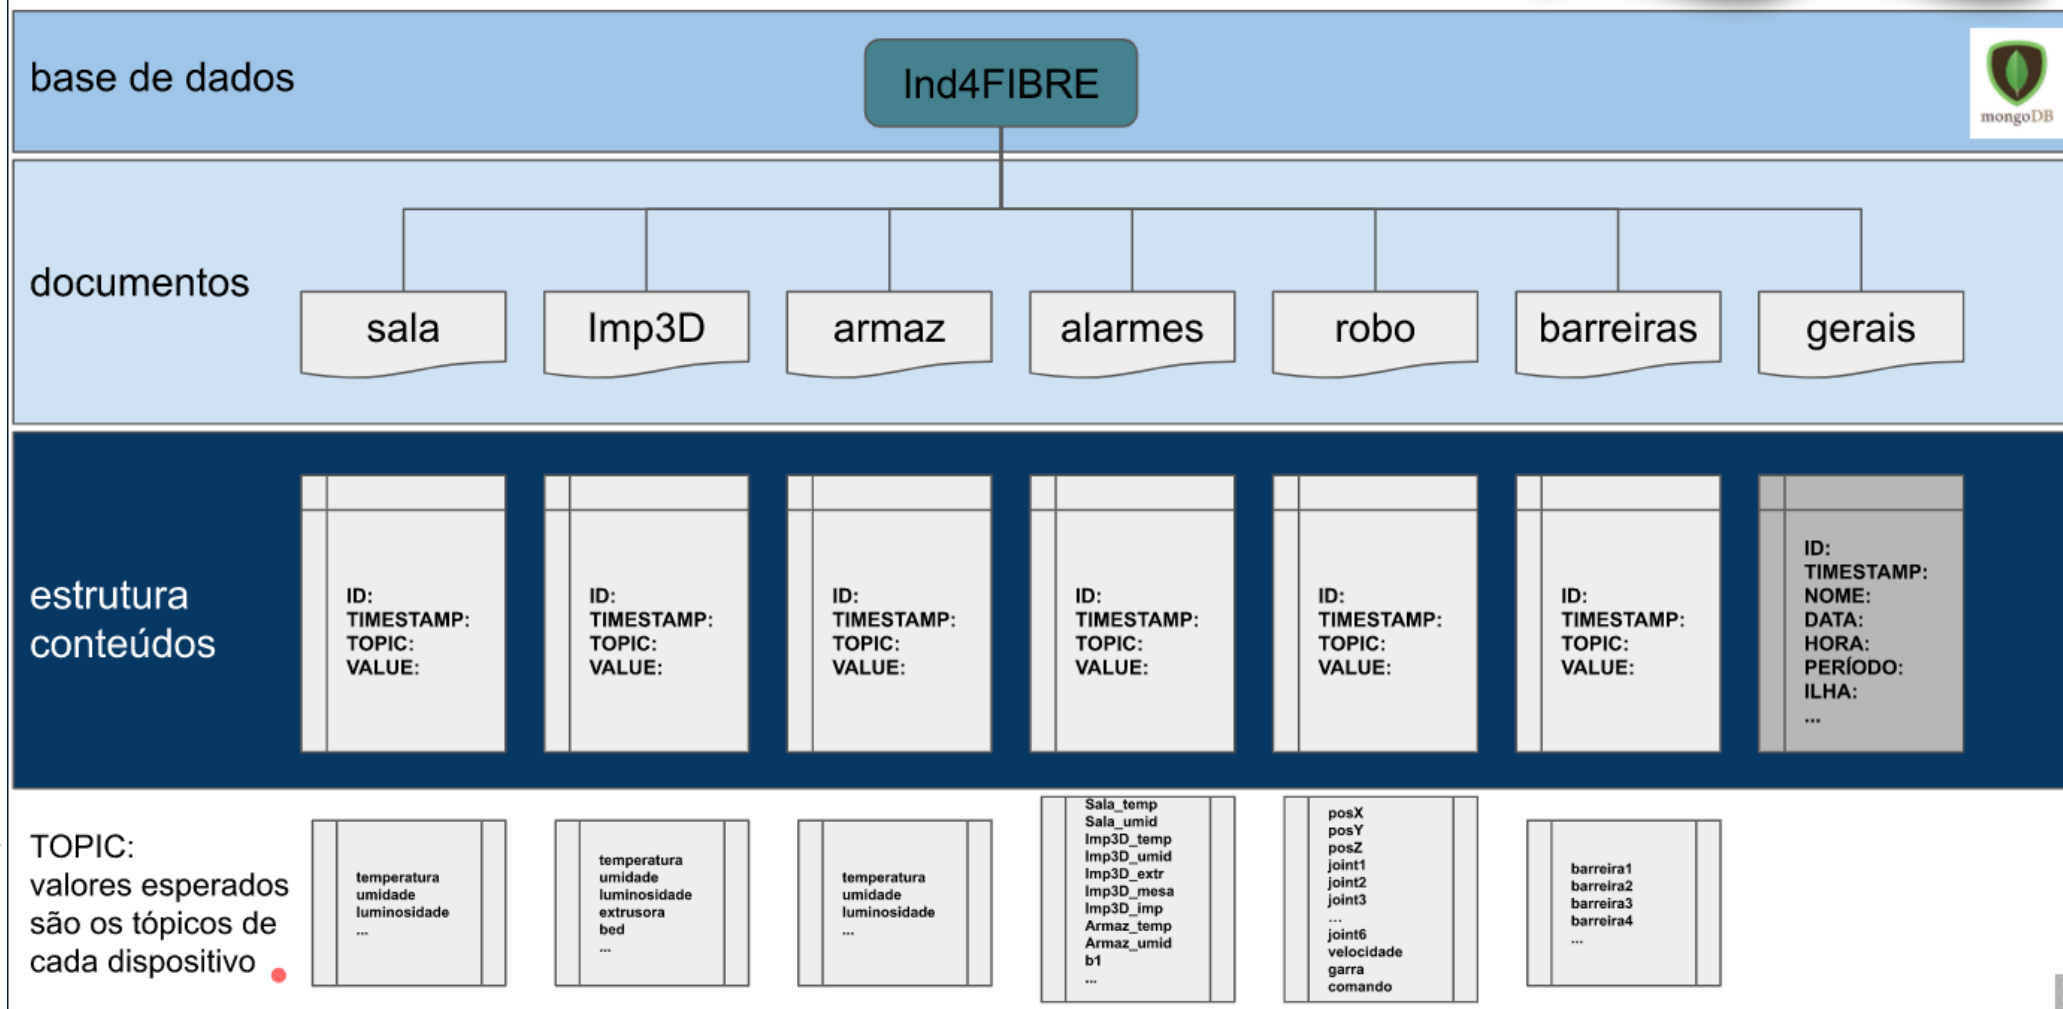 base de dados
Ind4FIBRE
mongoDB
documentos
sala
Imp3D
armaz
alarmes
robo
barreiras
gerais
estrutura
conteúdos
ID:
TIMESTAMP:
TOPIC:
VALUE:
ID:
TIMESTAMP:
TOPIC:
VALUE:
ID:
TIMESTAMP:
TOPIC:
VALUE:
ID:
TIMESTAMP:
TOPIC:
VALUE:
ID:
TIMESTAMP:
TOPIC:
VALUE:
ID:
TIMESTAMP:
TOPIC:
VALUE:
ID:
TIMESTAMP:
NOME:
DATA:
HORA:
PERÍODO:
ILHA:
...
TOPIC:
valores esperados
são os tópicos de
cada dispositivo
temperatura
umidade
luminosidade
...
temperatura
umidade
luminosidade
extrusora
bed
...
temperatura
umidade
luminosidade
...
Sala_temp
Sala_umid
Imp3D_temp
Imp3D_umid
Imp3D_extr
Imp3D_mesa
Imp3D_imp
Armaz_temp
Armaz_umid
b1
...
posX
posY
posZ
joint1
joint2
joint3
...
joint6
velocidade
garra
comando
barreira1
barreira2
barreira3
barreira4
...